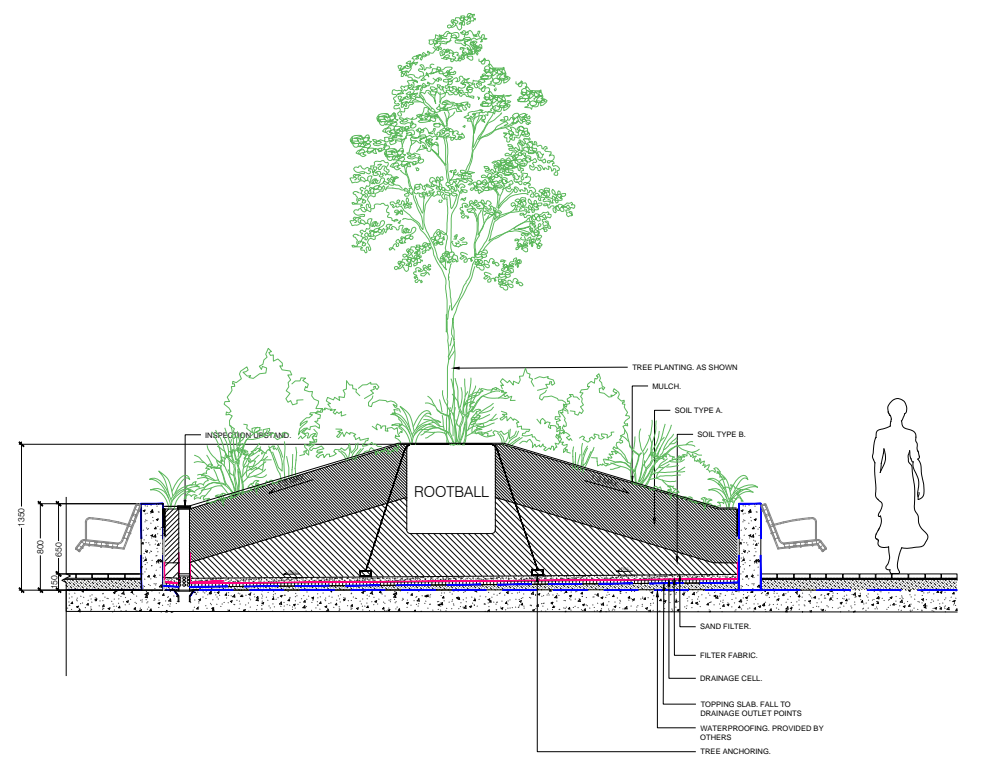 TREE PLANTING. AS SHOWN
MULCH.
SOIL TYPE A.
SOIL TYPE B.
INSPECTION UPSTAND.
ROOTBALL
1350
800
650
150
SAND FILTER.
FILTER FABRIC.
DRAINAGE CELL.
TOPPING SLAB. FALL TO
DRAINAGE OUTLET POINTS
WATERPROOFING. PROVIDED BY
OTHERS
TREE ANCHORING.